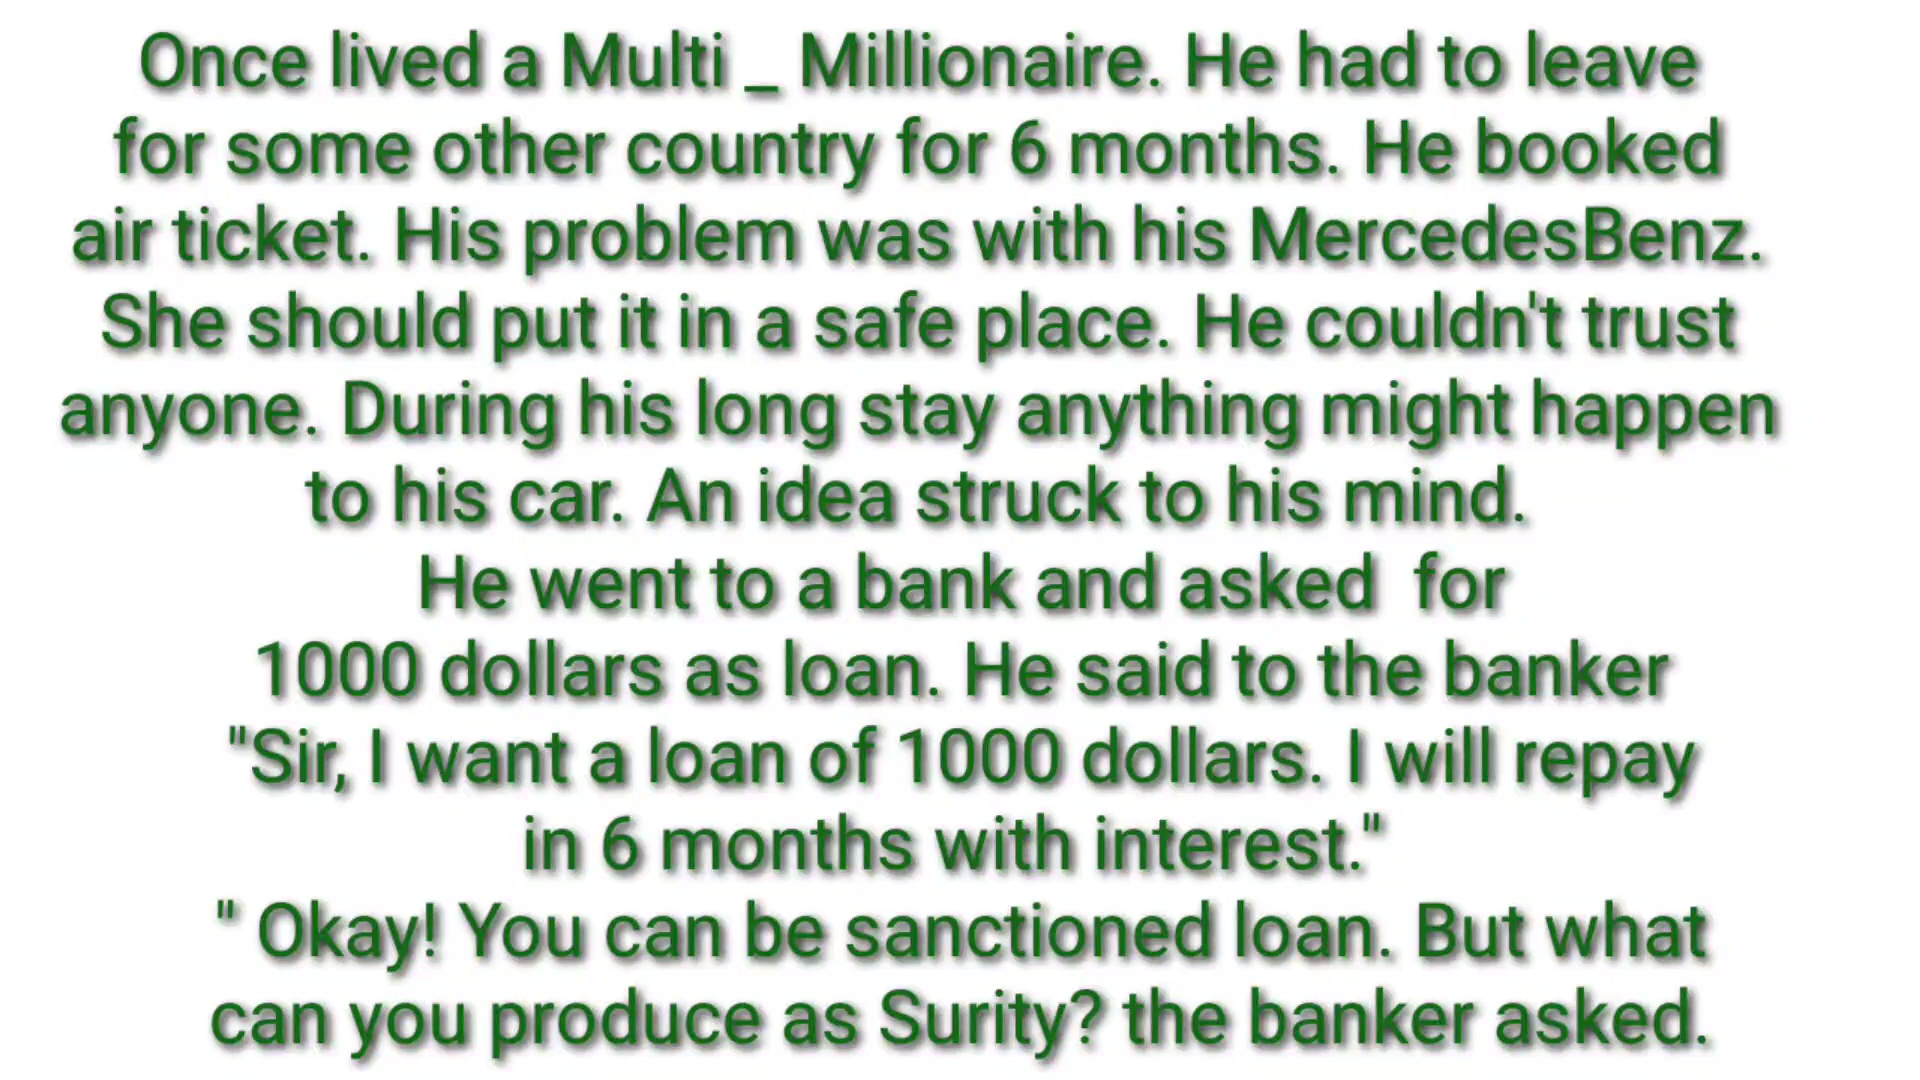 Once lived a Multi _ Millionaire. He had to leave
for some other country for 6 months. He booked
air ticket. His problem was with his MercedesBenz.
She should put it in a safe place. He couldn't trust
anyone. During his long stay anything might happen
to his car. An idea struck to his mind.
He went to a bank and asked  for
1000 dollars as loan. He said to the banker
"Sir, I want a loan of 1000 dollars. I will repay
in 6 months with interest."
" Okay! You can be sanctioned loan. But what
can you produce as Surity? the banker asked.